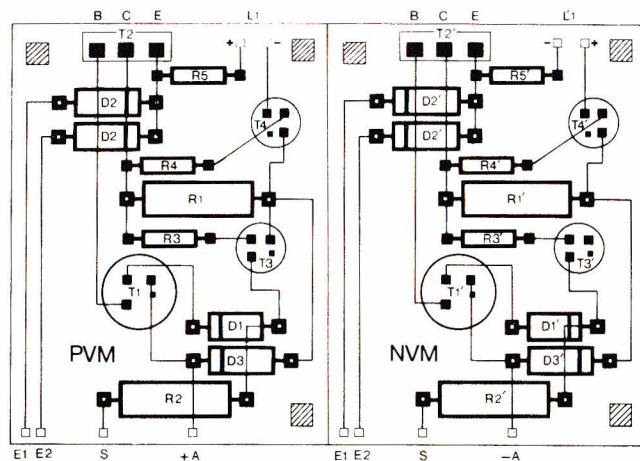 B C E L1 B C E L'1
T2 T2'
+ - - +
R5 R5'
D2 D2'
D2 D2'
T4 T4'
R4 R4'
R1 R1'
R3 R3'
T3 T3'
T1 T1'
D1 D1'
PVM D3 NVM D3'
R2 R2'
E1 E2 S +A E1 E2 S -A